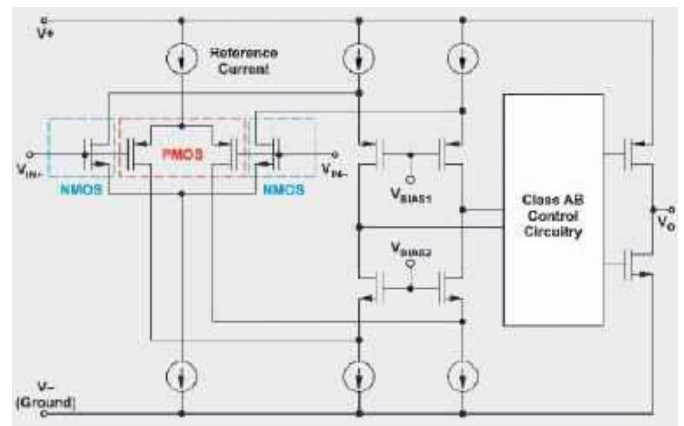 V+
Reference
Current
PMOS
VIN+
VIN-
NMOS
NMOS
VBIAS1
VBIAS2
Class AB
Control
Circuitry
VO
V-
(Ground)